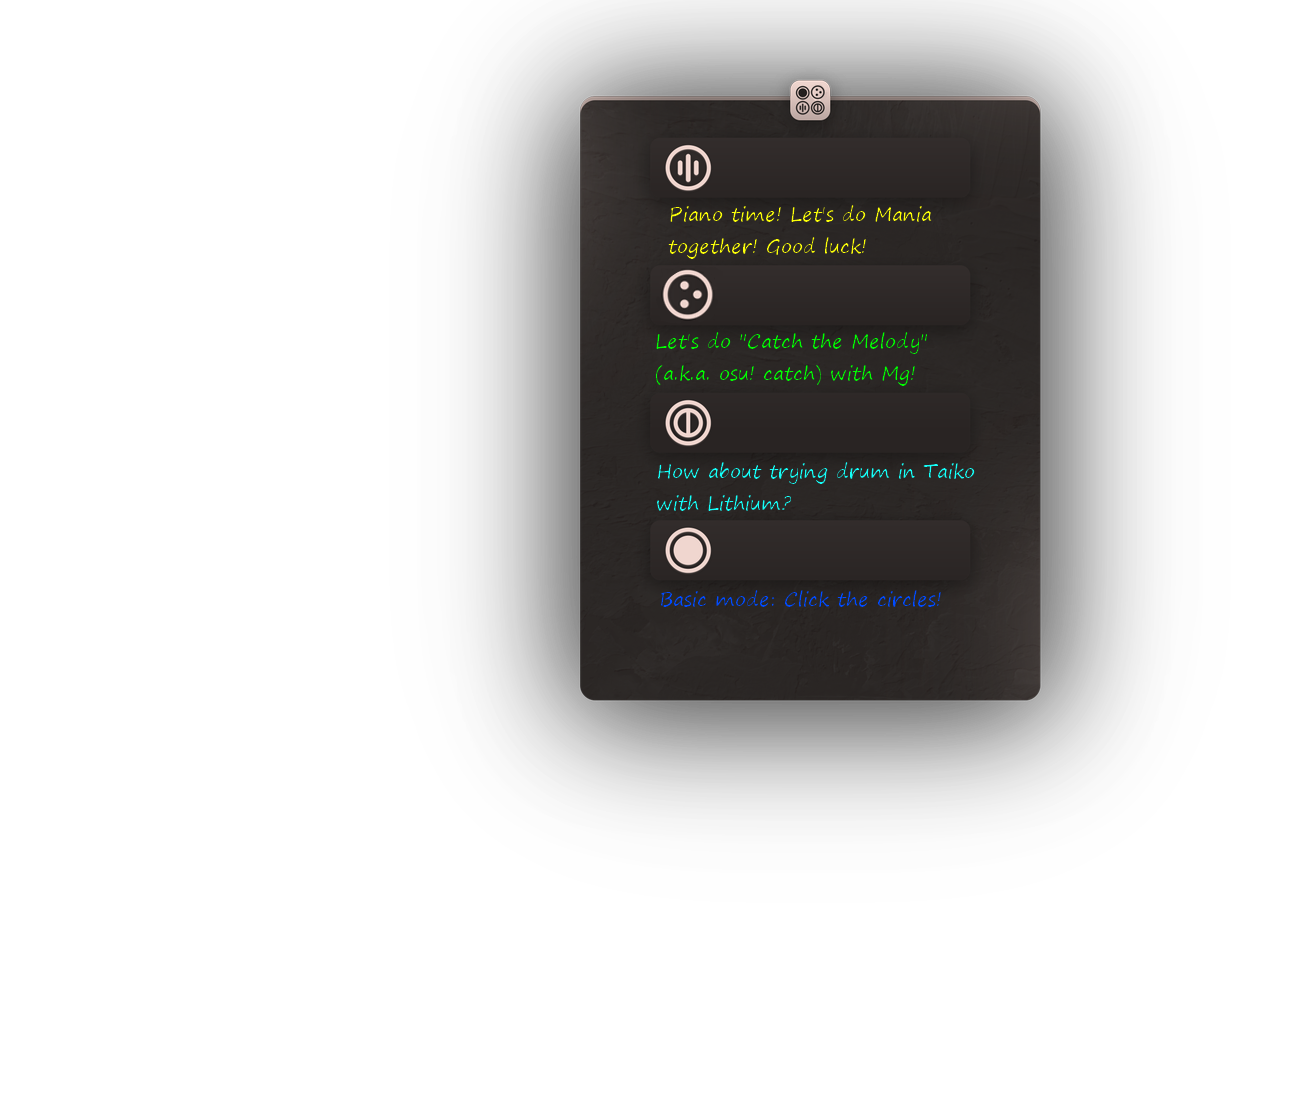 Piano time! Let's do Mania
together! Good luck!
Let's do "Catch the Melody"
(a.k.a. osu! catch) with Mg!
How about trying drum in Taiko
with Lithium?
Basic mode: Click the circles!